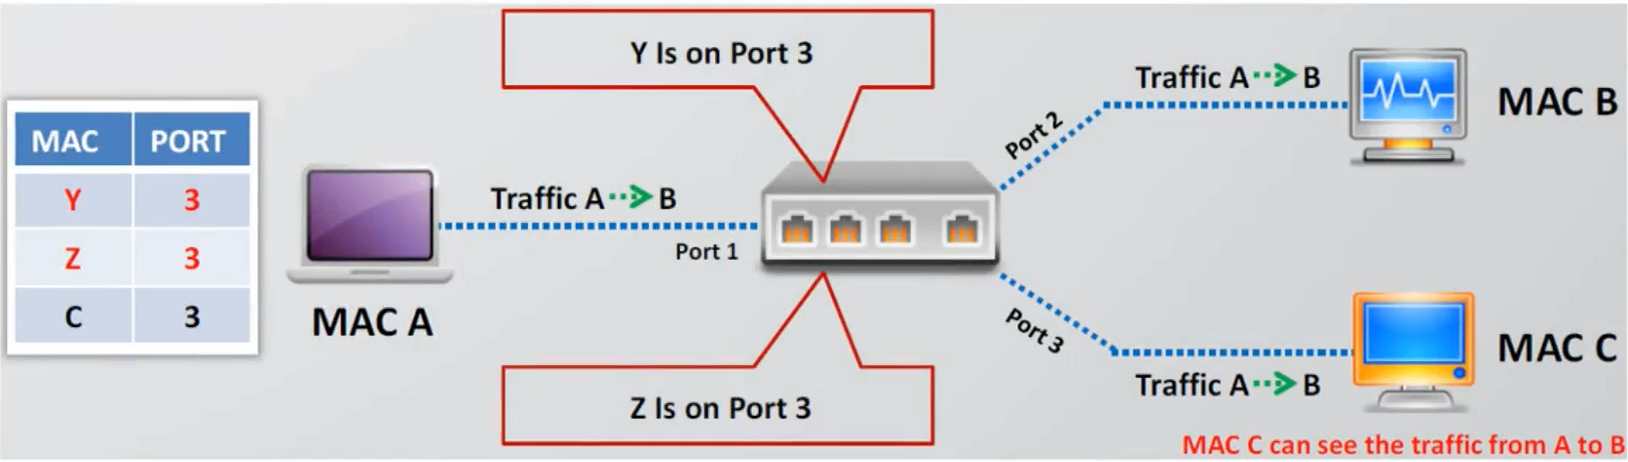 Y Is on Port 3
MAC PORT
Y 3
Z 3
C 3
MAC A
Traffic A B
Port 1
Port 2
Traffic A B
MAC B
Port 3
Traffic A B
MAC C
Z Is on Port 3
MAC C can see the traffic from A to B